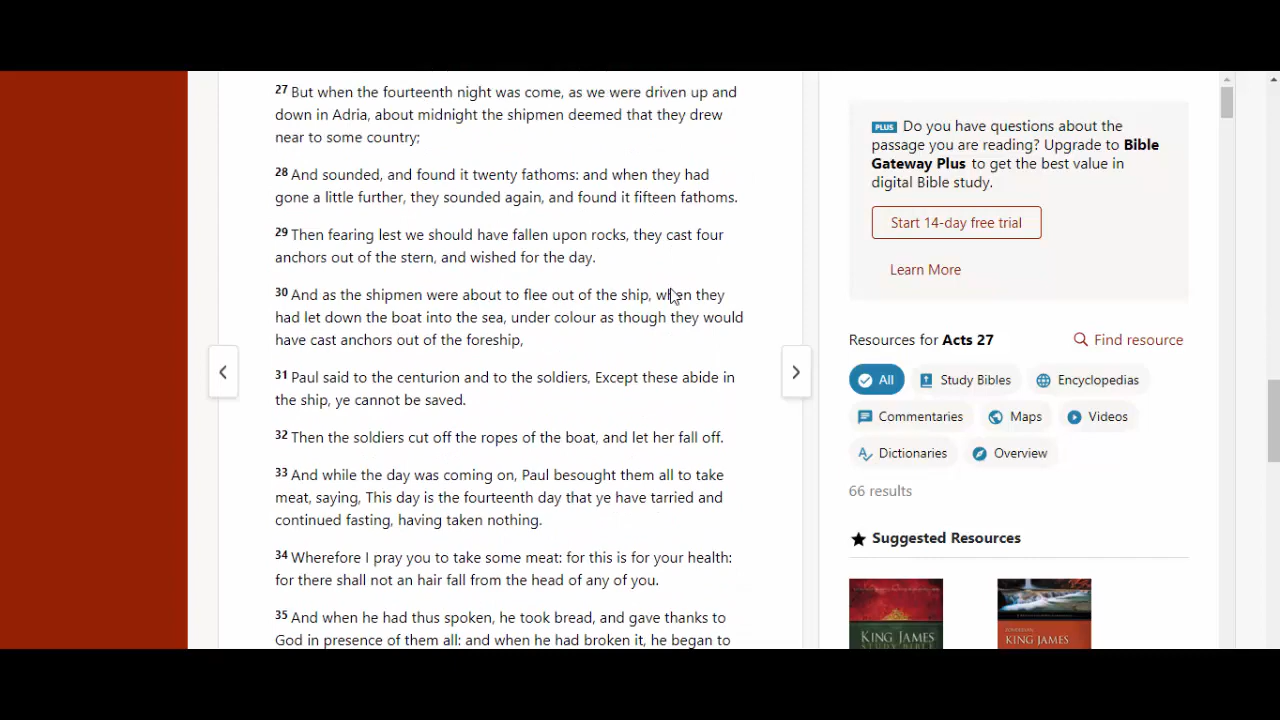 27 But when the fourteenth night was come, as we were driven up and
down in Adria, about midnight the shipmen deemed that they drew
near to some country;
28 And sounded, and found it twenty fathoms: and when they had
gone a little further, they sounded again, and found it fifteen fathoms.
29 Then fearing lest we should have fallen upon rocks, they cast four
anchors out of the stern, and wished for the day.
30 And as the shipmen were about to flee out of the ship, when they
had let down the boat into the sea, under colour as though they would
have cast anchors out of the foreship,
31 Paul said to the centurion and to the soldiers, Except these abide in
the ship, ye cannot be saved.
32 Then the soldiers cut off the ropes of the boat, and let her fall off.
33 And while the day was coming on, Paul besought them all to take
meat, saying, This day is the fourteenth day that ye have tarried and
continued fasting, having taken nothing.
34 Wherefore I pray you to take some meat: for this is for your health:
for there shall not an hair fall from the head of any of you.
35 And when he had thus spoken, he took bread, and gave thanks to
God in presence of them all: and when he had broken it, he began to
PLUS Do you have questions about the
passage you are reading? Upgrade to Bible
Gateway Plus to get the best value in
digital Bible study.
Start 14-day free trial
Learn More
Resources for Acts 27 Find resource
All Study Bibles Encyclopedias
Commentaries Maps Videos
Dictionaries Overview
66 results
Suggested Resources
KING JAMES
KING JAMES